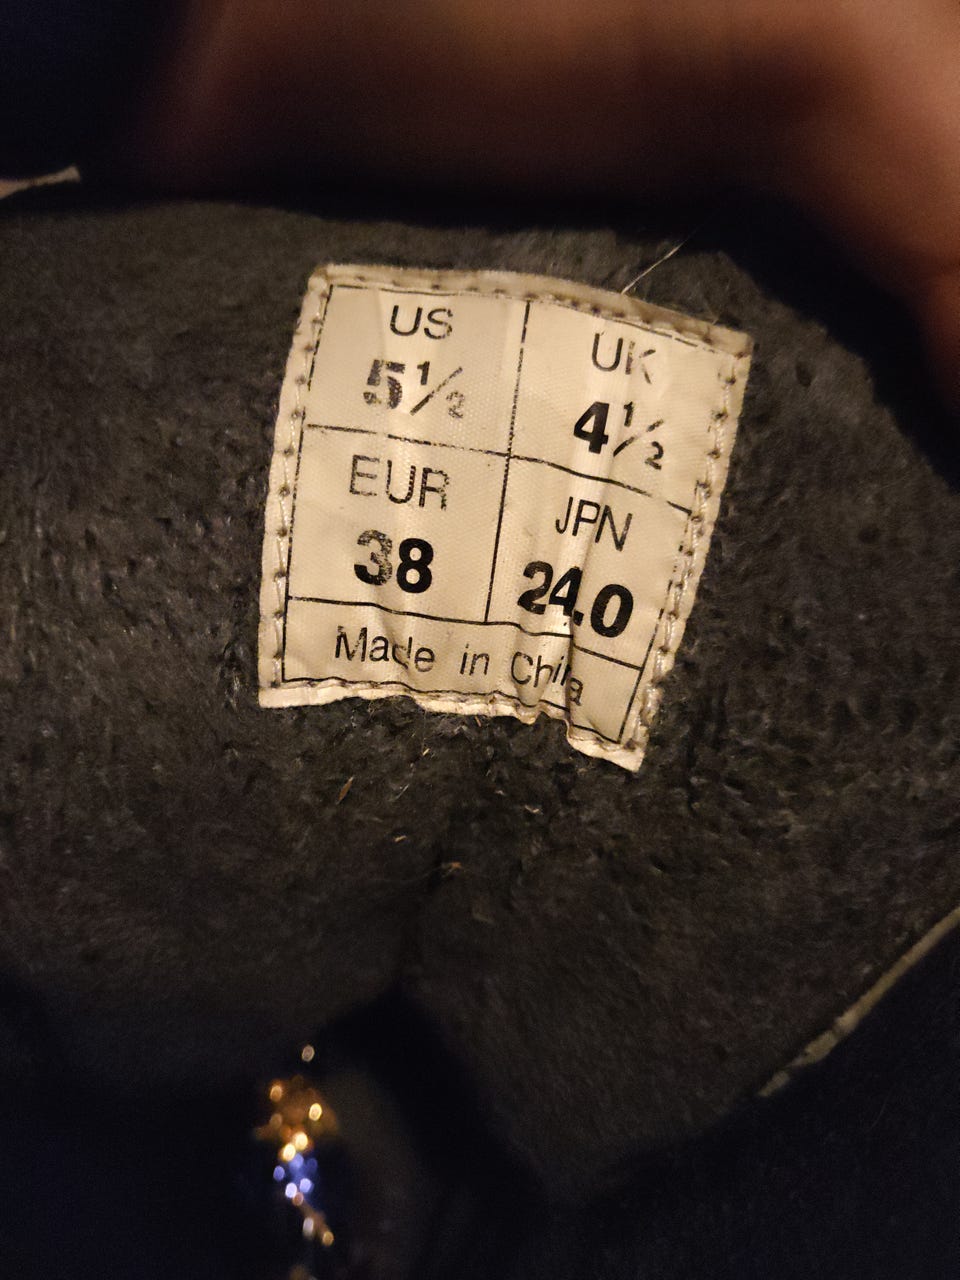 US
5½
UK
4½
EUR
38
JPN
24.0
Made in China